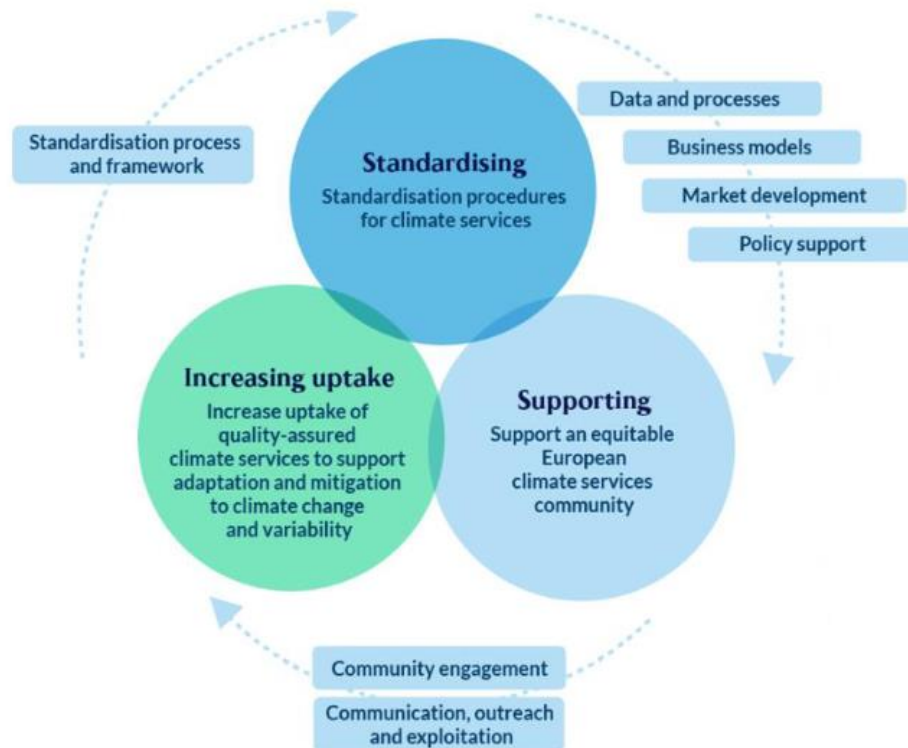 Data and processes
Business models
Market development
Policy support
Standardisation process
and framework
Standardising
Standardisation procedures
for climate services
Increasing uptake
Increase uptake of
quality-assured
climate services to support
adaptation and mitigation
to climate change
and variability
Supporting
Support an equitable
European
climate services
community
Community engagement
Communication, outreach
and exploitation